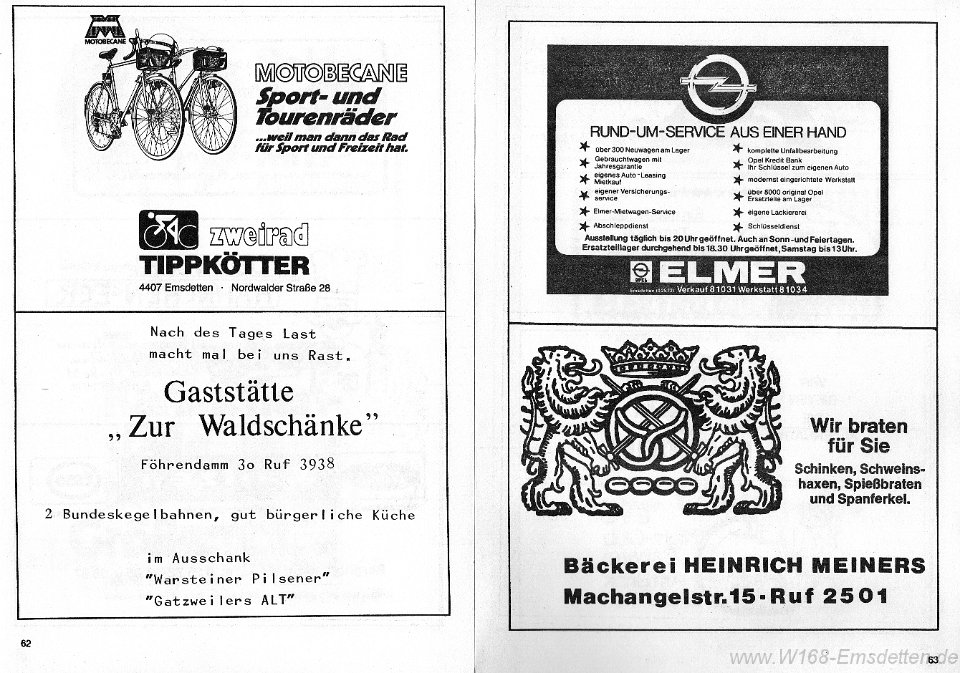 MOTOBECANE
MOTOBECANE
Sport- und
Tourenräder
...weil man dann das Rad
für Sport und Freizeit hat.
zweirad
TIPPKÖTTER
4407 Emsdetten · Nordwalder Straße 28
Nach des Tages Last
macht mal bei uns Rast.
Gaststätte
„Zur Waldschänke”
Föhrendamm 3o Ruf 3938
2 Bundeskegelbahnen, gut bürgerliche Küche
im Ausschank
"Warsteiner Pilsener"
"Gatzweilers ALT"
62
RUND-UM-SERVICE AUS EINER HAND
über 300 Neuwagen am Lager
Gebrauchtwagen mit
Jahresgarantie
eigenes Auto-Leasing
Mietkauf
eigener Versicherungs-
service
Elmer-Mietwagen-Service
Abschleppdienst
komplette Unfallbearbeitung
Opel Kredit Bank
Ihr Schlüssel zum eigenen Auto
modernst eingerichtete Werkstatt
über 8000 original Opel
Ersatzteile am Lager
eigene Lackiererei
Schlüsseldienst
Ausstellung täglich bis 20 Uhr geöffnet. Auch an Sonn- und Feiertagen.
Ersatzteillager durchgehend bis 18.30 Uhr geöffnet, Samstag bis 13 Uhr.
OPEL ELMER
Emsdetten (02572) Verkauf 81031 Werkstatt 81034
Wir braten
für Sie
Schinken, Schweins-
haxen, Spießbraten
und Spanferkel.
Bäckerei HEINRICH MEINERS
Machangelstr. 15 · Ruf 2501
63
www.W168-Emsdetten.de